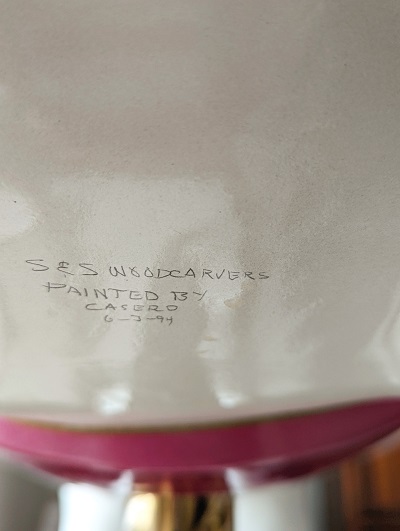 S & S WOODCARVERS
PAINTED BY
CASERO
6-3-94